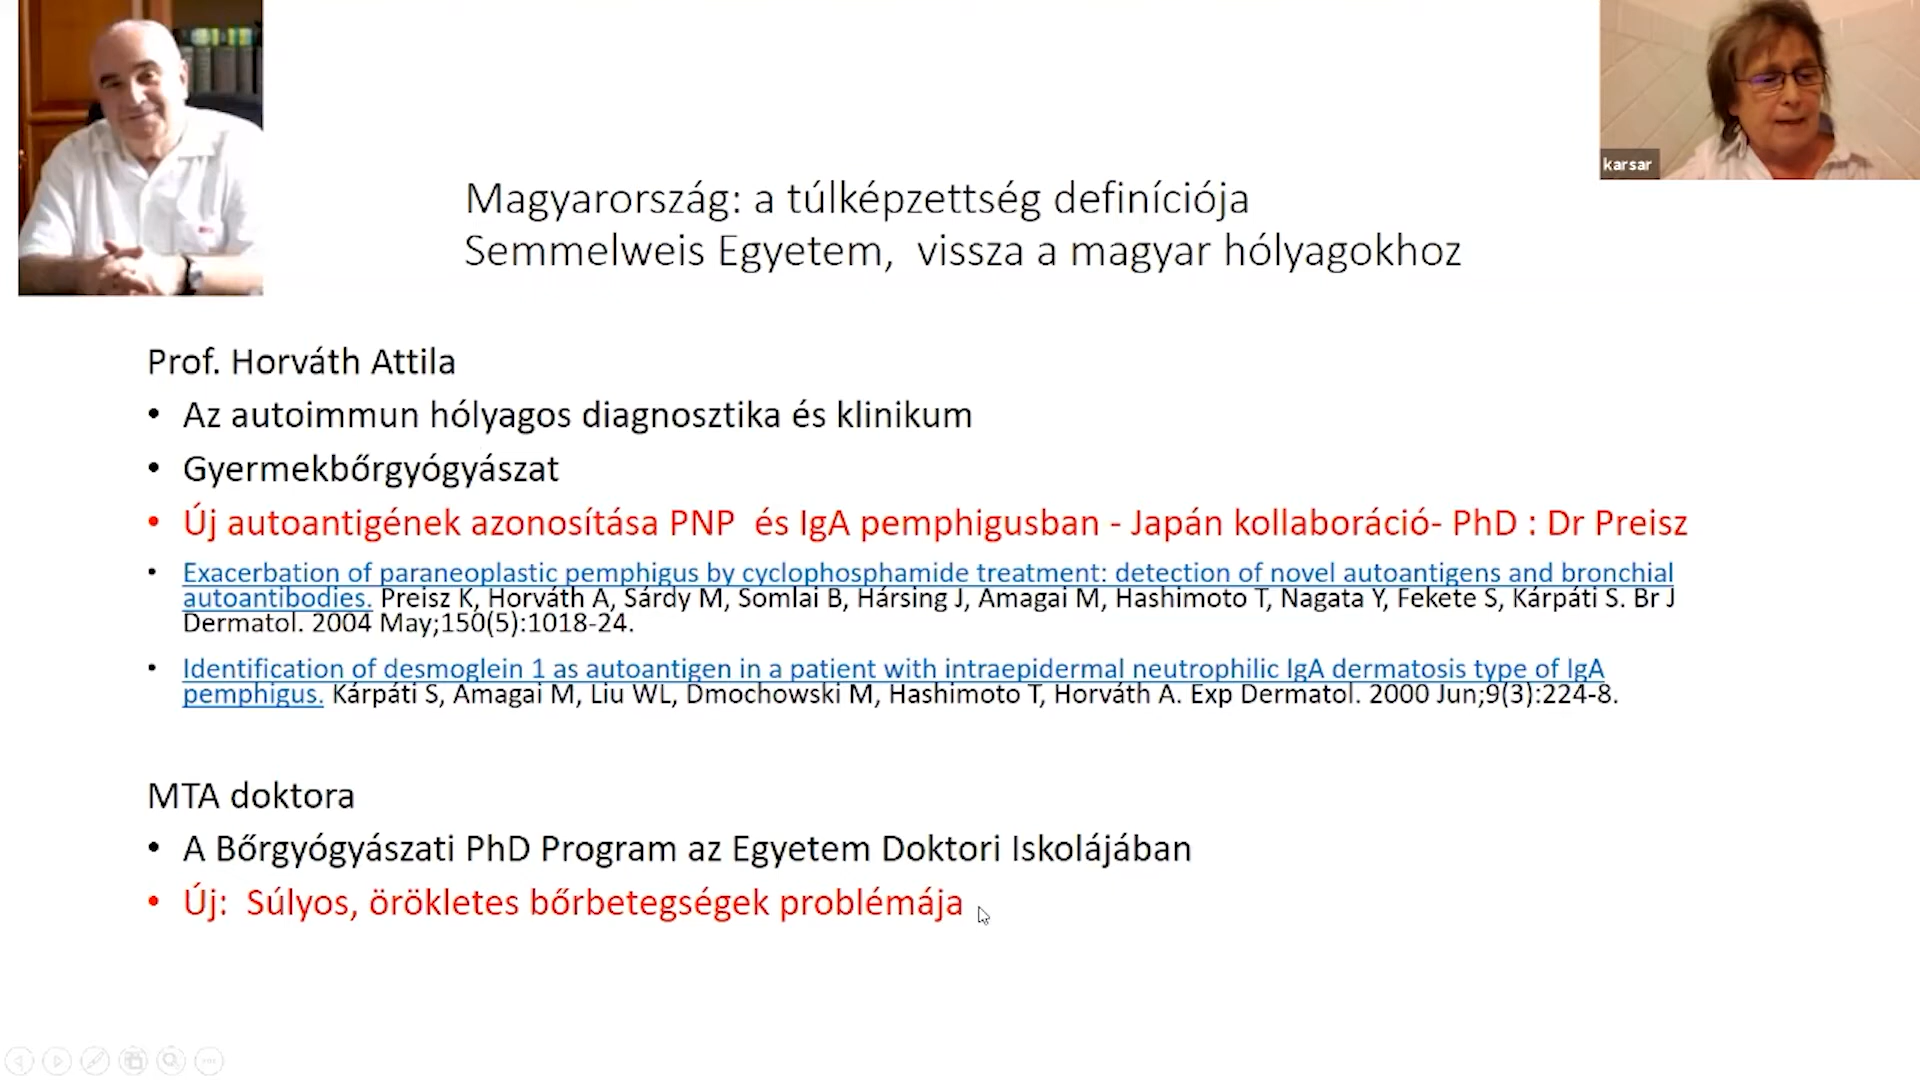 karsar
Magyarország: a túlképzettség definíciója
Semmelweis Egyetem, vissza a magyar hólyagokhoz
Prof. Horváth Attila
• Az autoimmun hólyagos diagnosztika és klinikum
• Gyermekbőrgyógyászat
• Új autoantigének azonosítása PNP és IgA pemphigusban - Japán kollaboráció- PhD : Dr Preisz
• Exacerbation of paraneoplastic pemphigus by cyclophosphamide treatment: detection of novel autoantigens and bronchial
autoantibodies. Preisz K, Horváth A, Sárdy M, Somlai B, Hársing J, Amagai M, Hashimoto T, Nagata Y, Fekete S, Kárpáti S. Br J
Dermatol. 2004 May;150(5):1018-24.
• Identification of desmoglein 1 as autoantigen in a patient with intraepidermal neutrophilic IgA dermatosis type of IgA
pemphigus. Kárpáti S, Amagai M, Liu WL, Dmochowski M, Hashimoto T, Horváth A. Exp Dermatol. 2000 Jun;9(3):224-8.
MTA doktora
• A Bőrgyógyászati PhD Program az Egyetem Doktori Iskolájában
• Új: Súlyos, örökletes bőrbetegségek problémája